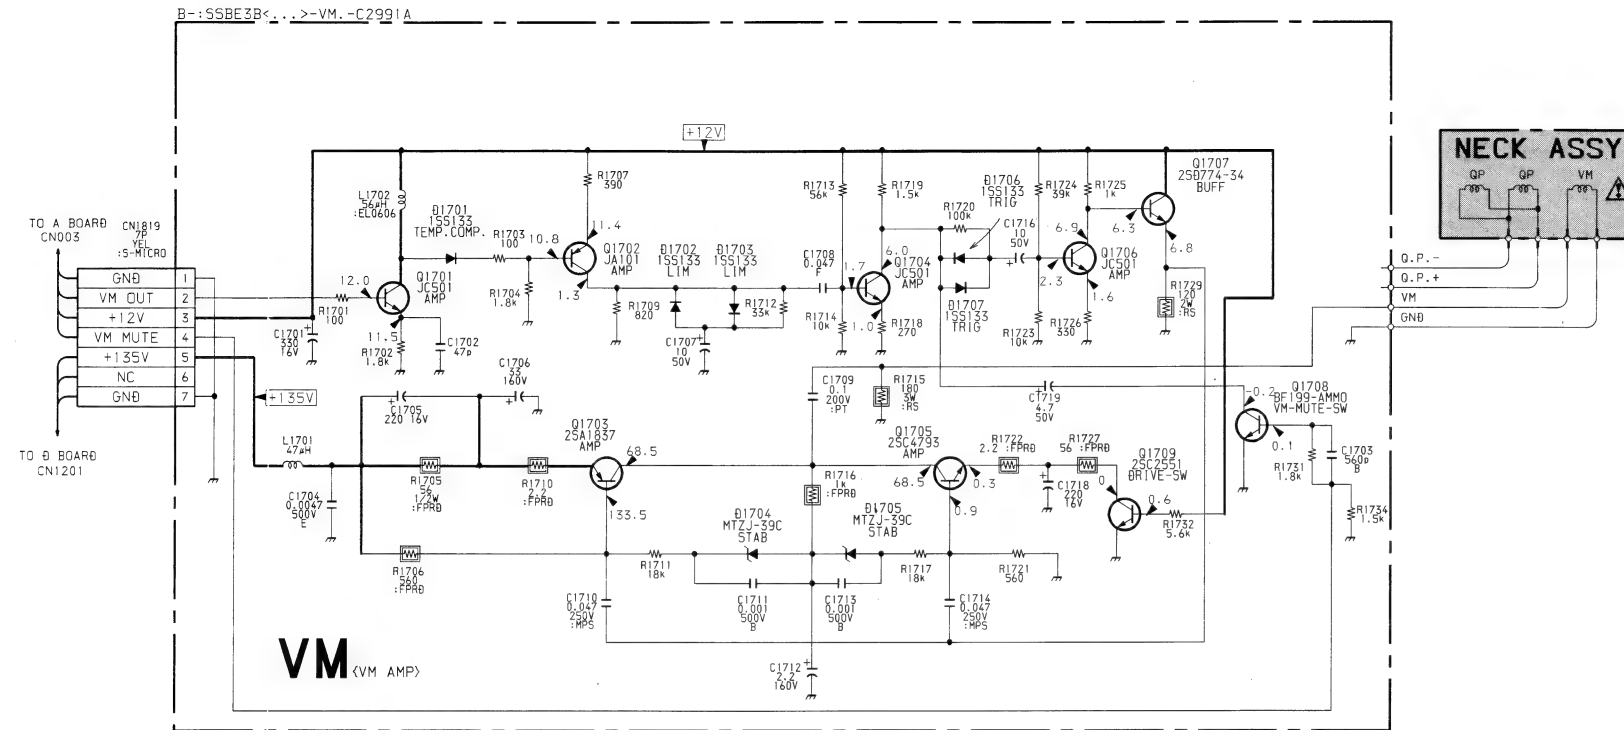 B-:SSBE3B<...>-VM.-C2991A
+12V
NECK ASSY
QP
QP
VM
TO A BOARD
CN003
CN1819
7P
YEL
:S-MICRO
GND 1
VM OUT 2
+12V 3
VM MUTE 4
+135V 5
NC 6
GND 7
TO D BOARD
CN1201
L1702
56μH
:EL0606
D1701
1SS133
TEMP.COMP.
R1703
100
R1707
390
11.4
10.8
Q1702
JA101
AMP
1.3
D1702
1SS133
LIM
D1703
1SS133
LIM
12.0
Q1701
JC501
AMP
11.5
R1701
100
C1701
330
16V
R1702
1.8k
C1702
47p
R1704
1.8k
R1709
820
R1712
33k
C1707
10
50V
C1708
0.047
F
R1713
56k
R1719
1.5k
1.7
6.0
Q1704
JC501
AMP
1.0
R1714
10k
R1718
270
R1720
100k
D1706
1SS133
TRIG
C1716
10
50V
D1707
1SS133
TRIG
R1724
39k
R1725
1k
6.9
2.3
Q1706
JC501
AMP
1.6
R1723
10k
R1726
330
Q1707
2SD774-34
BUFF
6.3
6.8
R1729
120
2W
:RS
Q.P.-
Q.P.+
VM
GND
+135V
C1705
220 16V
C1706
33
160V
L1701
47μH
C1704
0.0047
500V
E
R1705
56
1/2W
:FPRD
R1710
2.2
:FPRD
Q1703
2SA1837
AMP
68.5
133.5
R1706
560
:FPRD
C1709
0.1
200V
:PT
R1715
180
3W
:RS
C1719
4.7
50V
R1716
1k
:FPRD
Q1705
2SC4793
AMP
68.5
0.3
0.9
R1722
2.2 :FPRD
R1727
56 :FPRD
C1718
220
16V
Q1709
2SC2551
DRIVE-SW
0
0.6
R1732
5.6k
-0.2
Q1708
BF199-AMMO
VM-MUTE-SW
0.1
R1731
1.8k
C1703
560p
B
R1734
1.5k
R1711
18k
D1704
MTZJ-39C
STAB
D1705
MTZJ-39C
STAB
R1717
18k
R1721
560
C1710
0.047
250V
:MPS
C1711
0.001
500V
B
C1713
0.001
500V
B
C1714
0.047
250V
:MPS
C1712
2.2
160V
VM (VM AMP)